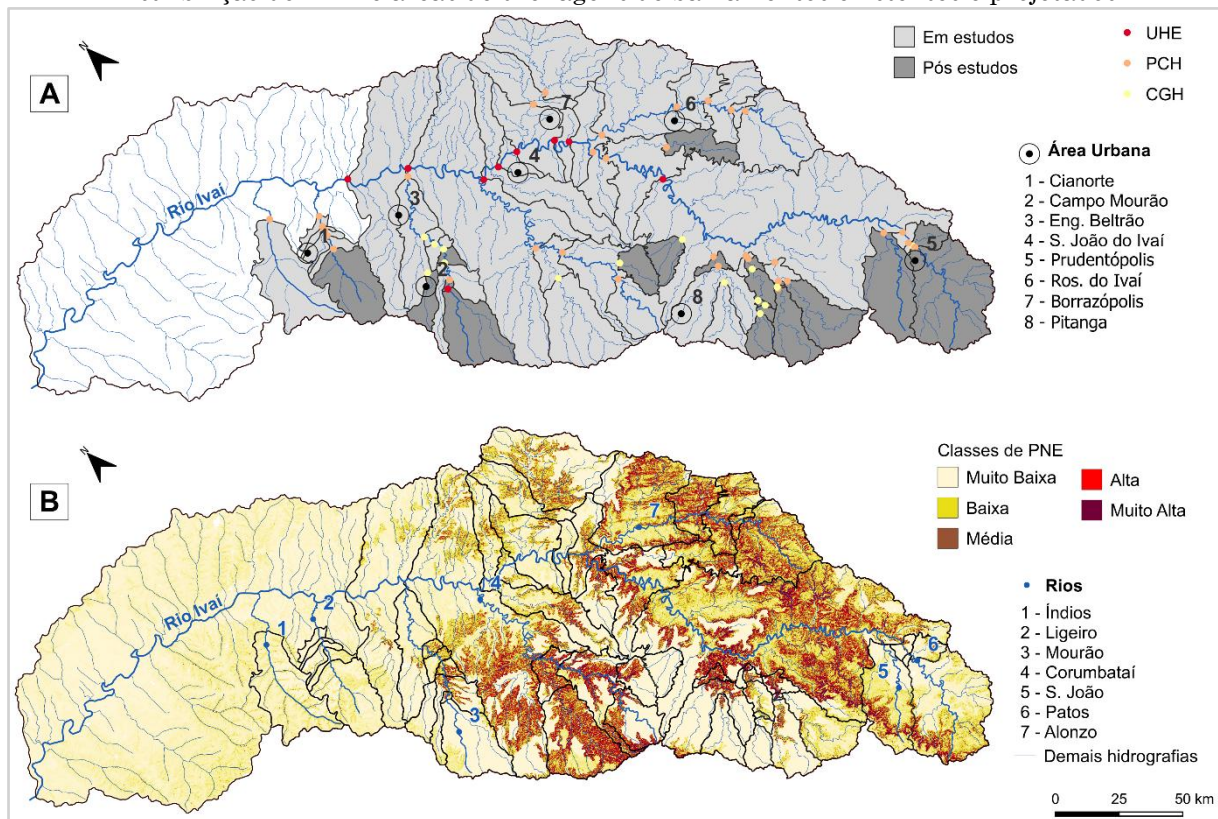 A
N
Em estudos
Pós estudos
UHE
PCH
CGH
Área Urbana
1 - Cianorte
2 - Campo Mourão
3 - Eng. Beltrão
4 - S. João do Ivaí
5 - Prudentópolis
6 - Ros. do Ivaí
7 - Borrazópolis
8 - Pitanga
Rio Ivaí
7
6
4
3
1
2
5
8
B
N
Classes de PNE
Muito Baixa
Baixa
Média
Alta
Muito Alta
Rios
1 - Índios
2 - Ligeiro
3 - Mourão
4 - Corumbataí
5 - S. João
6 - Patos
7 - Alonzo
Demais hidrografias
Rio Ivaí
7
4
2
1
6
5
3
0 25 50 km